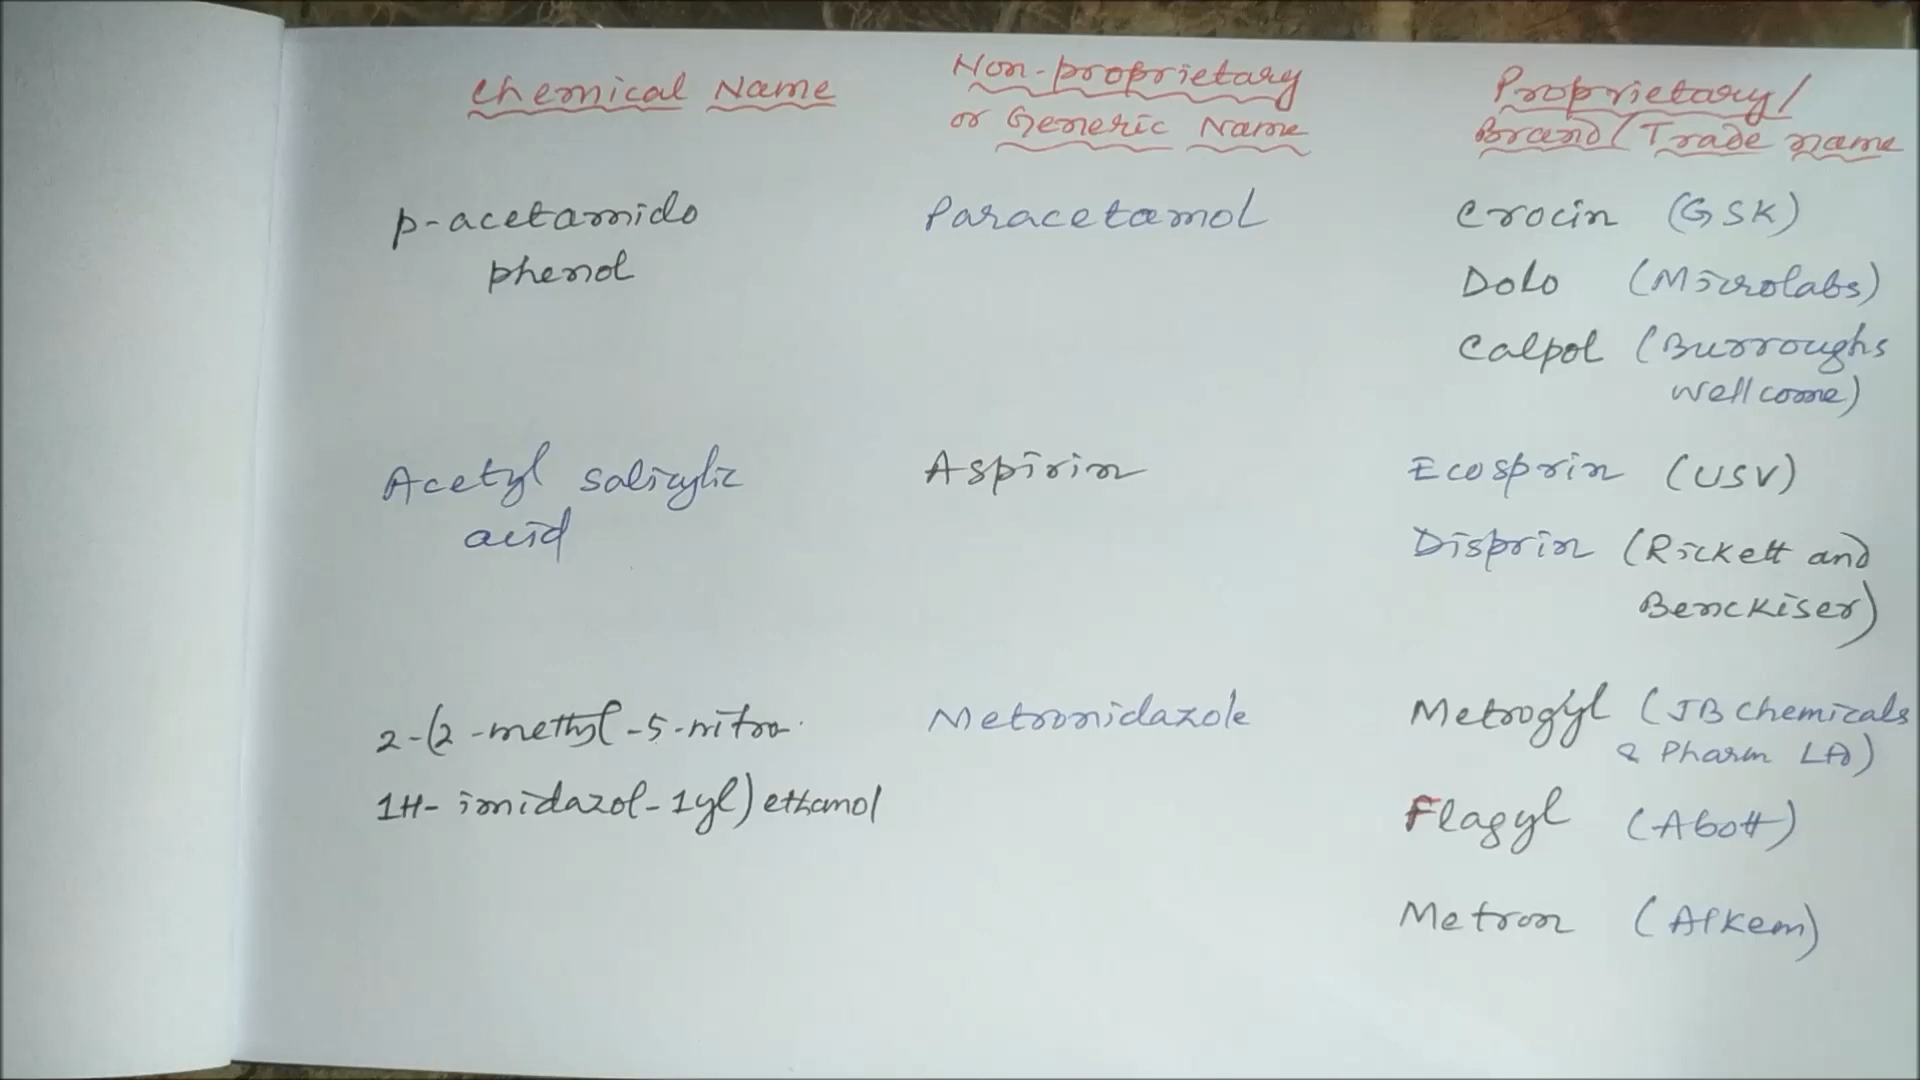 Chemical Name
Non-proprietary
or Generic Name
Proprietary/
Brand/Trade name
p-acetamido
phenol
Paracetamol
Crocin (GSK)
Dolo (Microlabs)
Calpol (Burroughs
wellcome)
Acetyl salicylic
acid
Aspirin
Ecosprin (USV)
Disprin (Rickett and
Benckiser)
2-(2-methyl-5-nitro-
1H-imidazol-1yl) ethanol
Metronidazole
Metrogyl (JB Chemicals
& Pharm Ltd)
Flagyl (Abott)
Metron (Alkem)